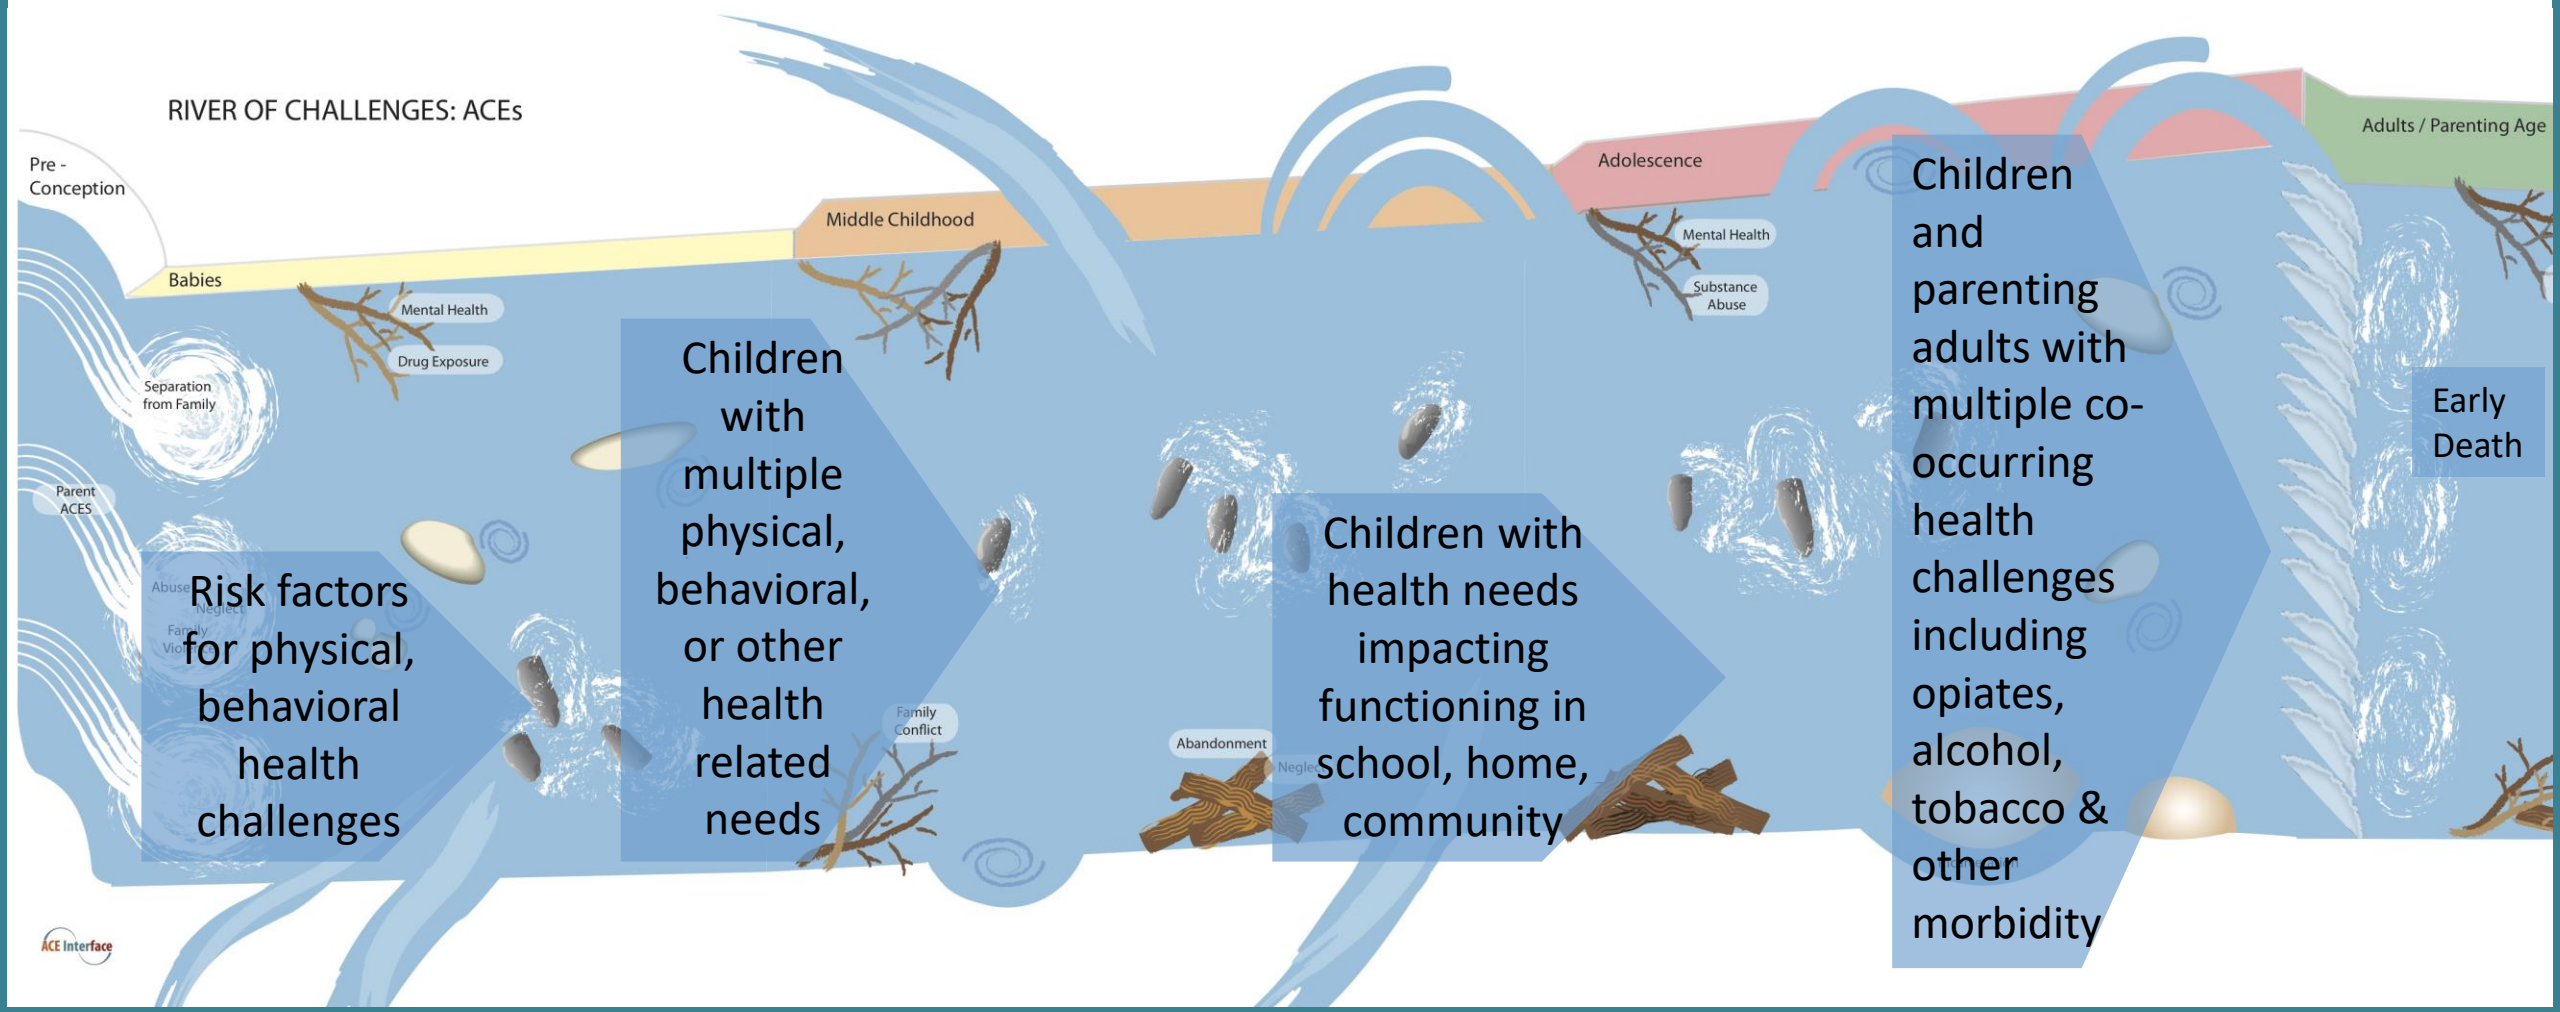 RIVER OF CHALLENGES: ACEs
Pre -
Conception
Babies
Middle Childhood
Adolescence
Adults / Parenting Age
Mental Health
Drug Exposure
Separation
from Family
Parent
ACES
Abuse
Neglect
Family
Risk factors
for physical,
behavioral
health
challenges
Children
with
multiple
physical,
behavioral,
or other
health
related
needs
Family
Conflict
Abandonment
Children with
health needs
impacting
functioning in
school, home,
community
Mental Health
Substance
Abuse
Children
and
parenting
adults with
multiple co-
occurring
health
challenges
including
opiates,
alcohol,
tobacco &
other
morbidity
Early
Death
ACE Interface